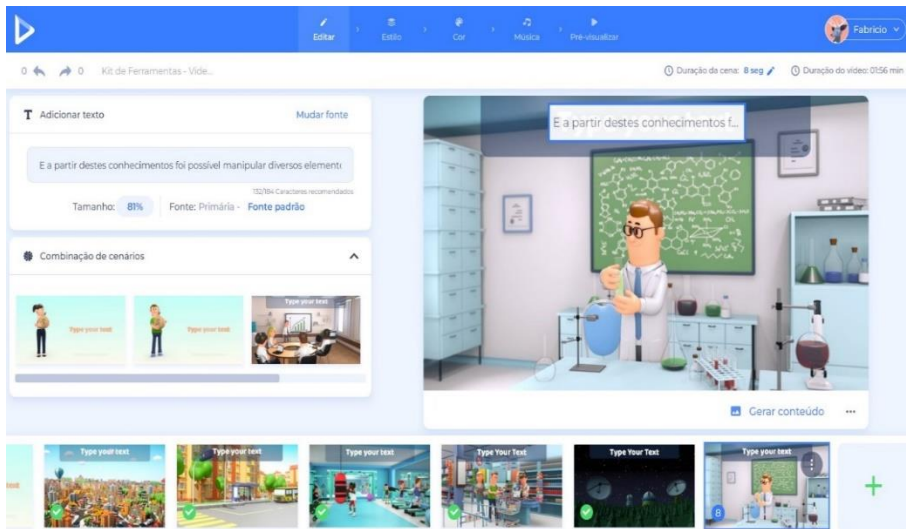 Editar
Estilo
Cor
Música
Pré-visualizar
Fabricio
0
0
Kit de Ferramentas - Víde...
Duração da cena: 8 seg
Duração do vídeo: 01:56 min
T Adicionar texto
Mudar fonte
E a partir destes conhecimentos foi possível manipular diversos elemento
132/184 Caracteres recomendados
Tamanho: 81%
Fonte: Primária - Fonte padrão
E a partir destes conhecimentos f...
Combinação de cenários
Type your text
Type your text
Type your text
Gerar conteúdo
Type your text
Type your text
Type your text
Type Your Text
Type Your Text
Type your text
8
+